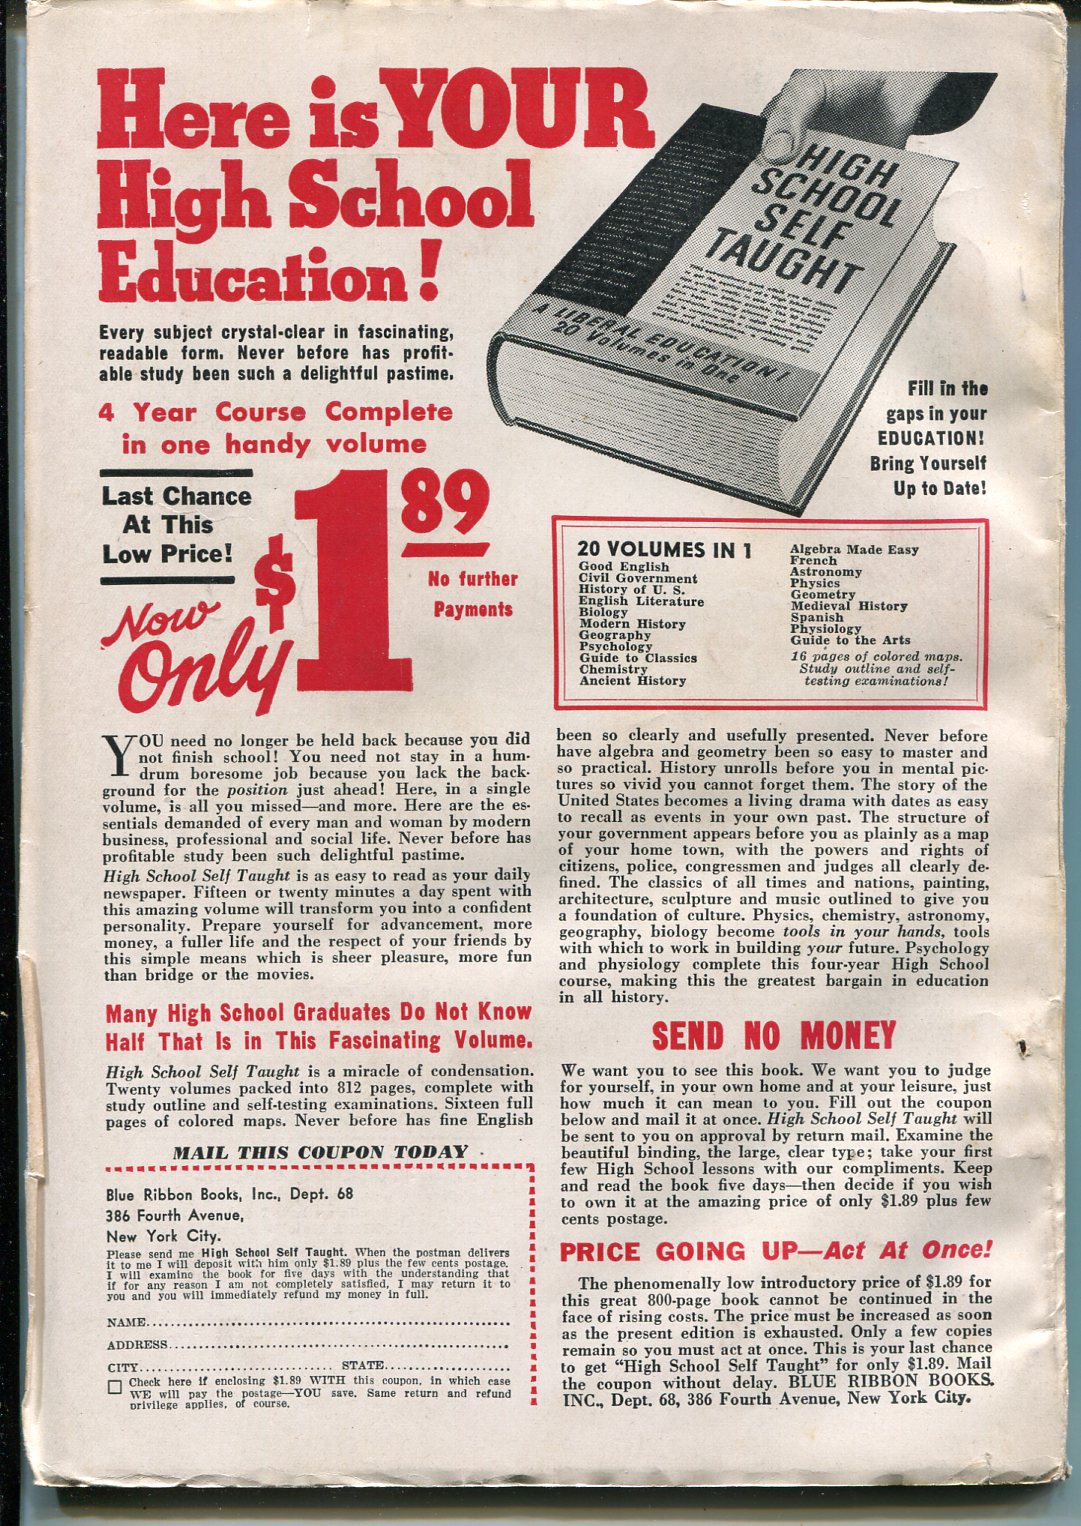 Here is YOUR
High School
Education!
Every subject crystal-clear in fascinating,
readable form. Never before has profit-
able study been such a delightful pastime.
4 Year Course Complete
in one handy volume
Last Chance
At This
Low Price!
Now
Only
$1 89
No further
Payments
HIGH
SCHOOL
SELF
TAUGHT
A LIBERAL EDUCATION!
20 Volumes in One
Fill in the
gaps in your
EDUCATION!
Bring Yourself
Up to Date!
20 VOLUMES IN 1
Good English
Civil Government
History of U. S.
English Literature
Biology
Modern History
Geography
Psychology
Guide to Classics
Chemistry
Ancient History
Algebra Made Easy
French
Astronomy
Physics
Geometry
Medieval History
Spanish
Physiology
Guide to the Arts
16 pages of colored maps.
Study outline and self-
testing examinations!
YOU need no longer be held back because you did
not finish school! You need not stay in a hum-
drum boresome job because you lack the back-
ground for the position just ahead! Here, in a single
volume, is all you missed—and more. Here are the es-
sentials demanded of every man and woman by modern
business, professional and social life. Never before has
profitable study been such delightful pastime.
High School Self Taught is as easy to read as your daily
newspaper. Fifteen or twenty minutes a day spent with
this amazing volume will transform you into a confident
personality. Prepare yourself for advancement, more
money, a fuller life and the respect of your friends by
this simple means which is sheer pleasure, more fun
than bridge or the movies.
Many High School Graduates Do Not Know
Half That Is in This Fascinating Volume.
High School Self Taught is a miracle of condensation.
Twenty volumes packed into 812 pages, complete with
study outline and self-testing examinations. Sixteen full
pages of colored maps. Never before has fine English
MAIL THIS COUPON TODAY
Blue Ribbon Books, Inc., Dept. 68
386 Fourth Avenue,
New York City.
Please send me High School Self Taught. When the postman delivers
it to me I will deposit with him only $1.89 plus the few cents postage.
I will examine the book for five days with the understanding that
if for any reason I am not completely satisfied, I may return it to
you and you will immediately refund my money in full.
NAME
ADDRESS
CITY STATE
Check here if enclosing $1.89 WITH this coupon, in which case
WE will pay the postage—YOU save. Same return and refund
privilege applies, of course.
been so clearly and usefully presented. Never before
have algebra and geometry been so easy to master and
so practical. History unrolls before you in mental pic-
tures so vivid you cannot forget them. The story of the
United States becomes a living drama with dates as easy
to recall as events in your own past. The structure of
your government appears before you as plainly as a map
of your home town, with the powers and rights of
citizens, police, congressmen and judges all clearly de-
fined. The classics of all times and nations, painting,
architecture, sculpture and music outlined to give you
a foundation of culture. Physics, chemistry, astronomy,
geography, biology become tools in your hands, tools
with which to work in building your future. Psychology
and physiology complete this four-year High School
course, making this the greatest bargain in education
in all history.
SEND NO MONEY
We want you to see this book. We want you to judge
for yourself, in your own home and at your leisure, just
how much it can mean to you. Fill out the coupon
below and mail it at once. High School Self Taught will
be sent to you on approval by return mail. Examine the
beautiful binding, the large, clear type; take your first
few High School lessons with our compliments. Keep
and read the book five days—then decide if you wish
to own it at the amazing price of only $1.89 plus few
cents postage.
PRICE GOING UP—Act At Once!
The phenomenally low introductory price of $1.89 for
this great 800-page book cannot be continued in the
face of rising costs. The price must be increased as soon
as the present edition is exhausted. Only a few copies
remain so you must act at once. This is your last chance
to get "High School Self Taught" for only $1.89. Mail
the coupon without delay. BLUE RIBBON BOOKS.
INC., Dept. 68, 386 Fourth Avenue, New York City.